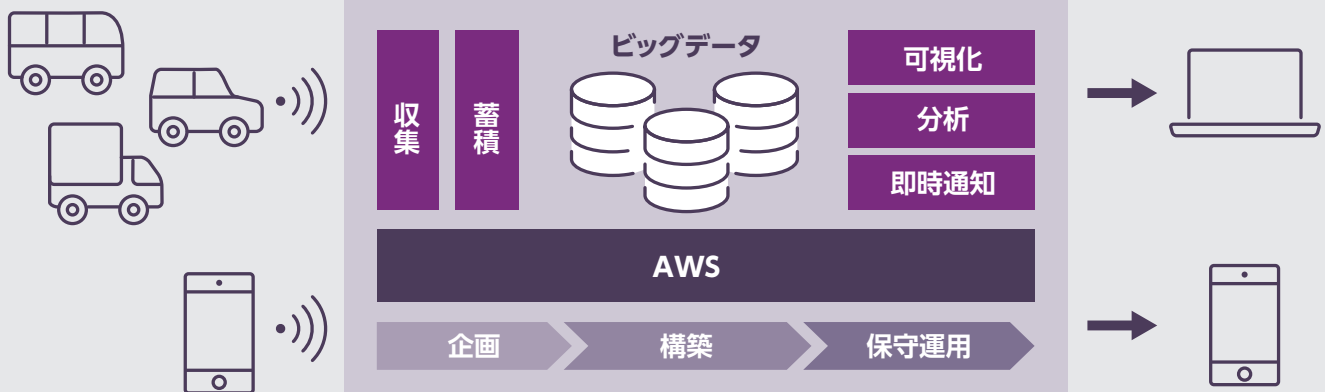 収集
蓄積
ビッグデータ
可視化
分析
即時通知
AWS
企画
構築
保守運用